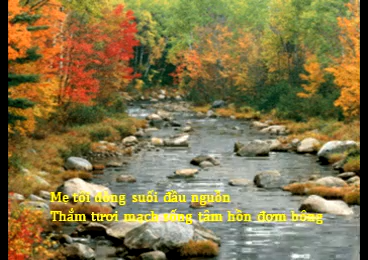 Mẹ tôi dòng suối đầu nguồn
Thắm tươi mạch sống tâm hồn đơm bông